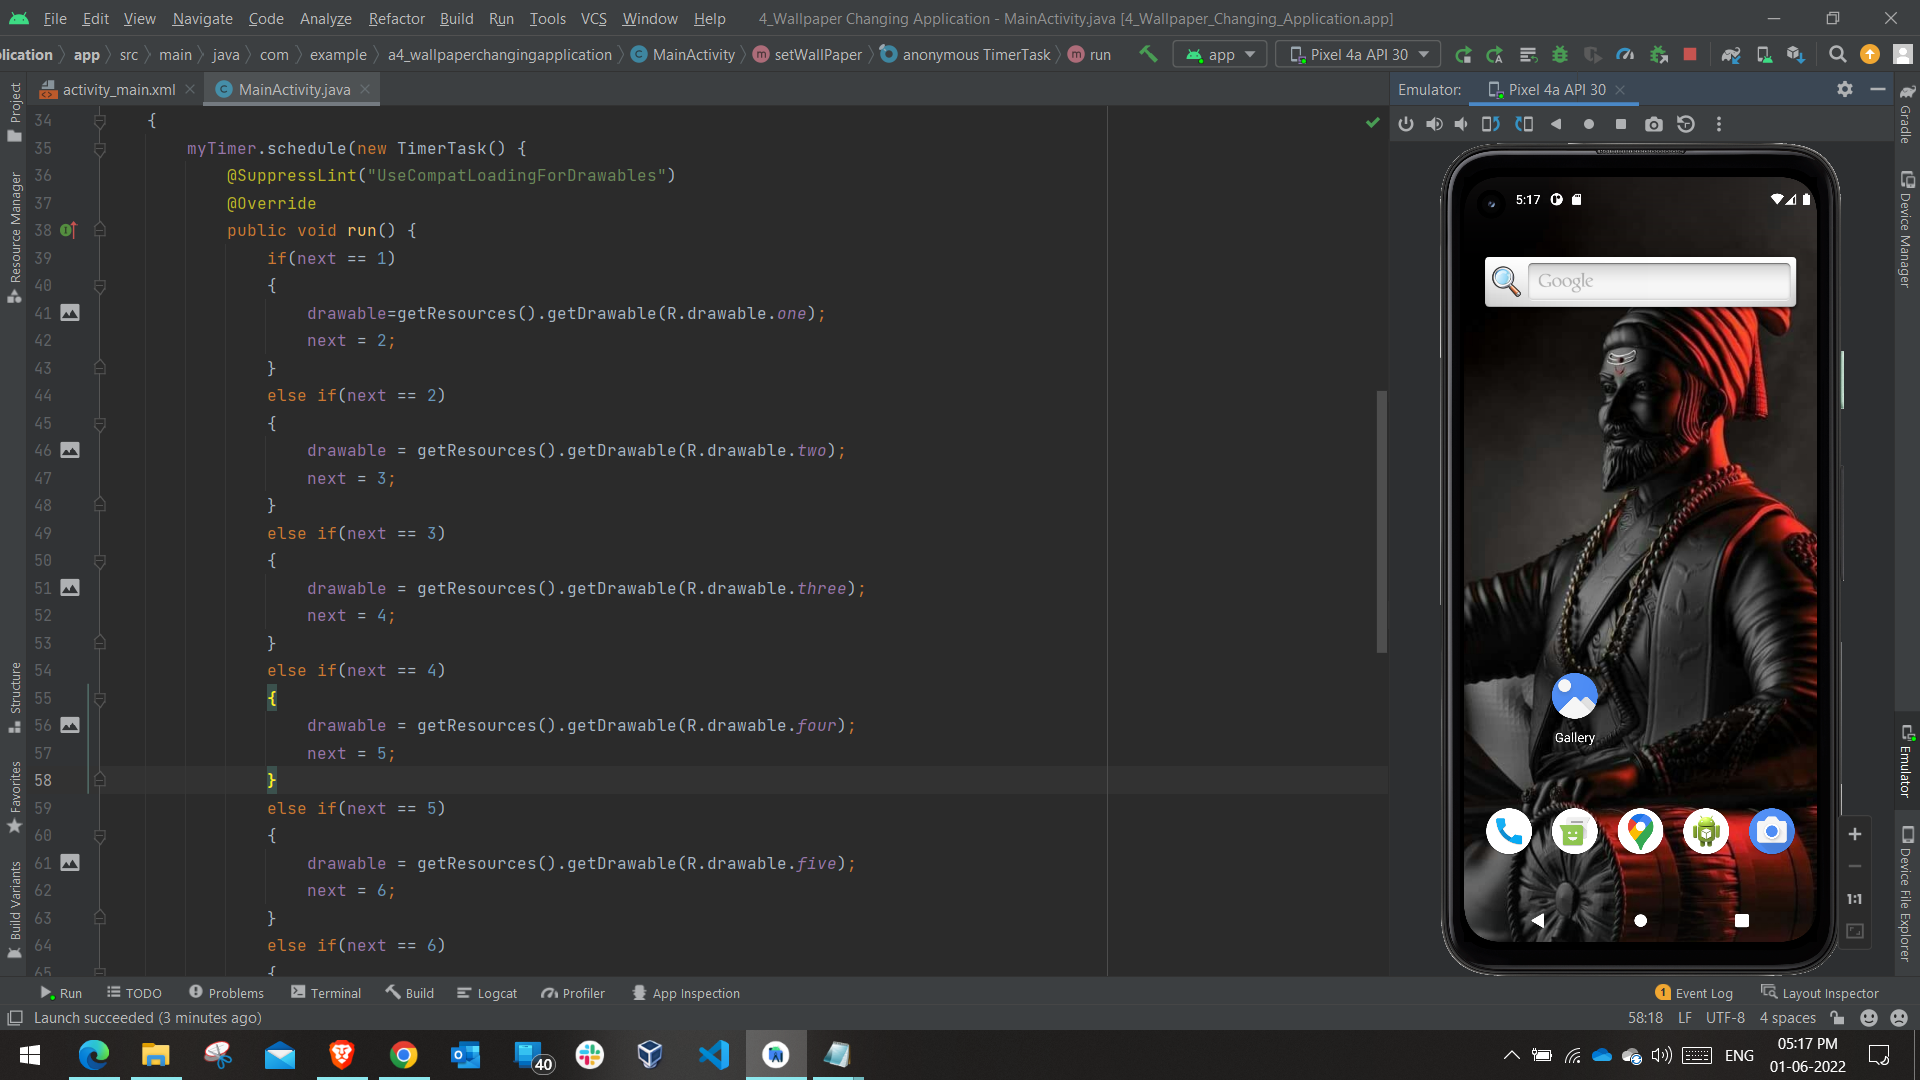 File Edit View Navigate Code Analyze Refactor Build Run Tools VCS Window Help 4_Wallpaper Changing Application - MainActivity.java [4_Wallpaper_Changing_Application.app]
plication app src main java com example a4_wallpaperchangingapplication MainActivity setWallPaper anonymous TimerTask run app Pixel 4a API 30
Project
Resource Manager
Structure
Favorites
Build Variants
activity_main.xml MainActivity.java
34 {
35 myTimer.schedule(new TimerTask() {
36 @SuppressLint("UseCompatLoadingForDrawables")
37 @Override
38 public void run() {
39 if(next == 1)
40 {
41 drawable=getResources().getDrawable(R.drawable.one);
42 next = 2;
43 }
44 else if(next == 2)
45 {
46 drawable = getResources().getDrawable(R.drawable.two);
47 next = 3;
48 }
49 else if(next == 3)
50 {
51 drawable = getResources().getDrawable(R.drawable.three);
52 next = 4;
53 }
54 else if(next == 4)
55 {
56 drawable = getResources().getDrawable(R.drawable.four);
57 next = 5;
58 }
59 else if(next == 5)
60 {
61 drawable = getResources().getDrawable(R.drawable.five);
62 next = 6;
63 }
64 else if(next == 6)
65 {
Emulator: Pixel 4a API 30
5:17
Google
Gallery
1:1
Gradle
Device Manager
Emulator
Device File Explorer
Run TODO Problems Terminal Build Logcat Profiler App Inspection 1 Event Log Layout Inspector
Launch succeeded (3 minutes ago) 58:18 LF UTF-8 4 spaces
40
ENG
05:17 PM
01-06-2022